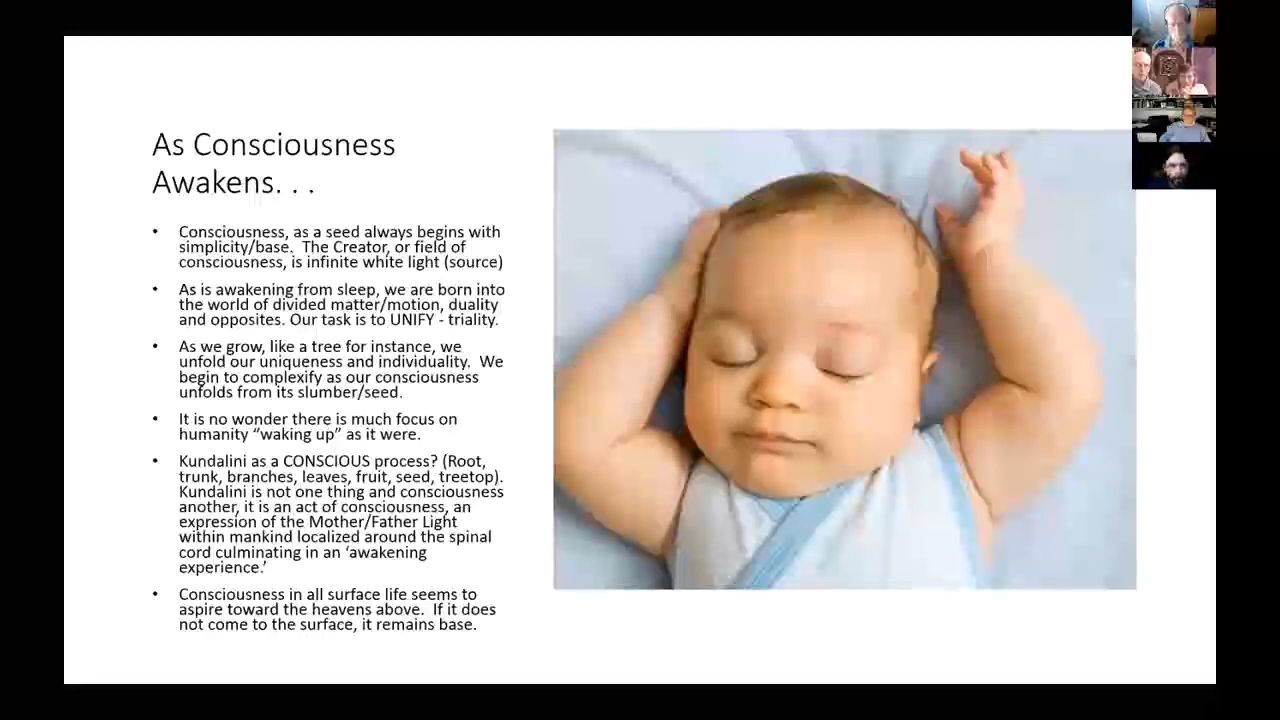 As Consciousness
Awakens. . .
• Consciousness, as a seed always begins with
simplicity/base. The Creator, or field of
consciousness, is infinite white light (source)
• As is awakening from sleep, we are born into
the world of divided matter/motion, duality
and opposites. Our task is to UNIFY - triality.
• As we grow, like a tree for instance, we
unfold our uniqueness and individuality. We
begin to complexify as our consciousness
unfolds from its slumber/seed.
• It is no wonder there is much focus on
humanity “waking up” as it were.
• Kundalini as a CONSCIOUS process? (Root,
trunk, branches, leaves, fruit, seed, treetop).
Kundalini is not one thing and consciousness
another, it is an act of consciousness, an
expression of the Mother/Father Light
within mankind localized around the spinal
cord culminating in an ‘awakening
experience.’
• Consciousness in all surface life seems to
aspire toward the heavens above. If it does
not come to the surface, it remains base.